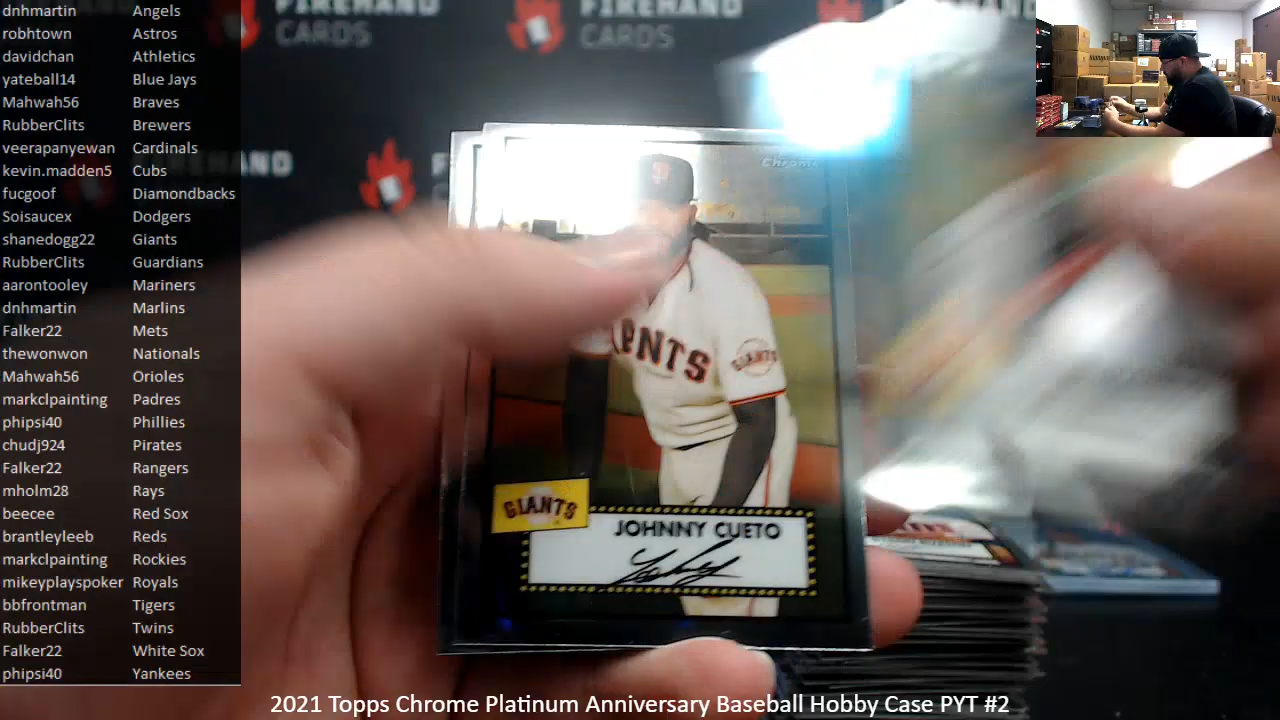 dnhmartin Angels
robhtown Astros
davidchan Athletics
yateball14 Blue Jays
Mahwah56 Braves
RubberClits Brewers
veerapanyewan Cardinals
kevin.madden5 Cubs
fucgoof Diamondbacks
Soisaucex Dodgers
shanedogg22 Giants
RubberClits Guardians
aarontooley Mariners
dnhmartin Marlins
Falker22 Mets
thewonwon Nationals
Mahwah56 Orioles
markclpainting Padres
phipsi40 Phillies
chudj924 Pirates
Falker22 Rangers
mholm28 Rays
beecee Red Sox
brantleyleeb Reds
markclpainting Rockies
mikeyplayspoker Royals
bbfrontman Tigers
RubberClits Twins
Falker22 White Sox
phipsi40 Yankees
FIREHAND
CARDS
FIREHAND
CARDS
Chrome
GIANTS
GIANTS
JOHNNY CUETO
2021 Topps Chrome Platinum Anniversary Baseball Hobby Case PYT #2